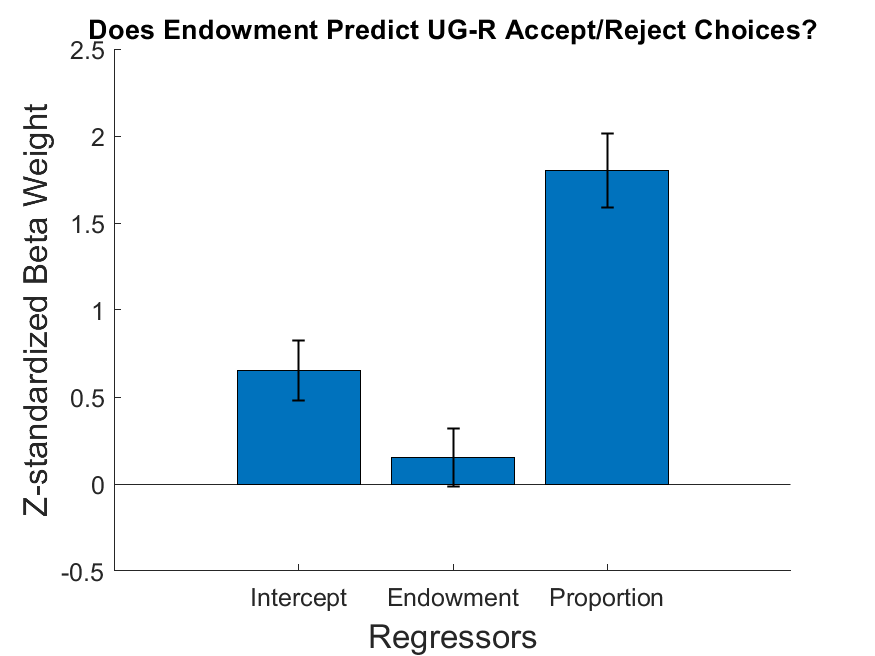 Does Endowment Predict UG-R Accept/Reject Choices?
2.5
2
1.5
1
0.5
0
-0.5
Z-standardized Beta Weight
Intercept Endowment Proportion
Regressors